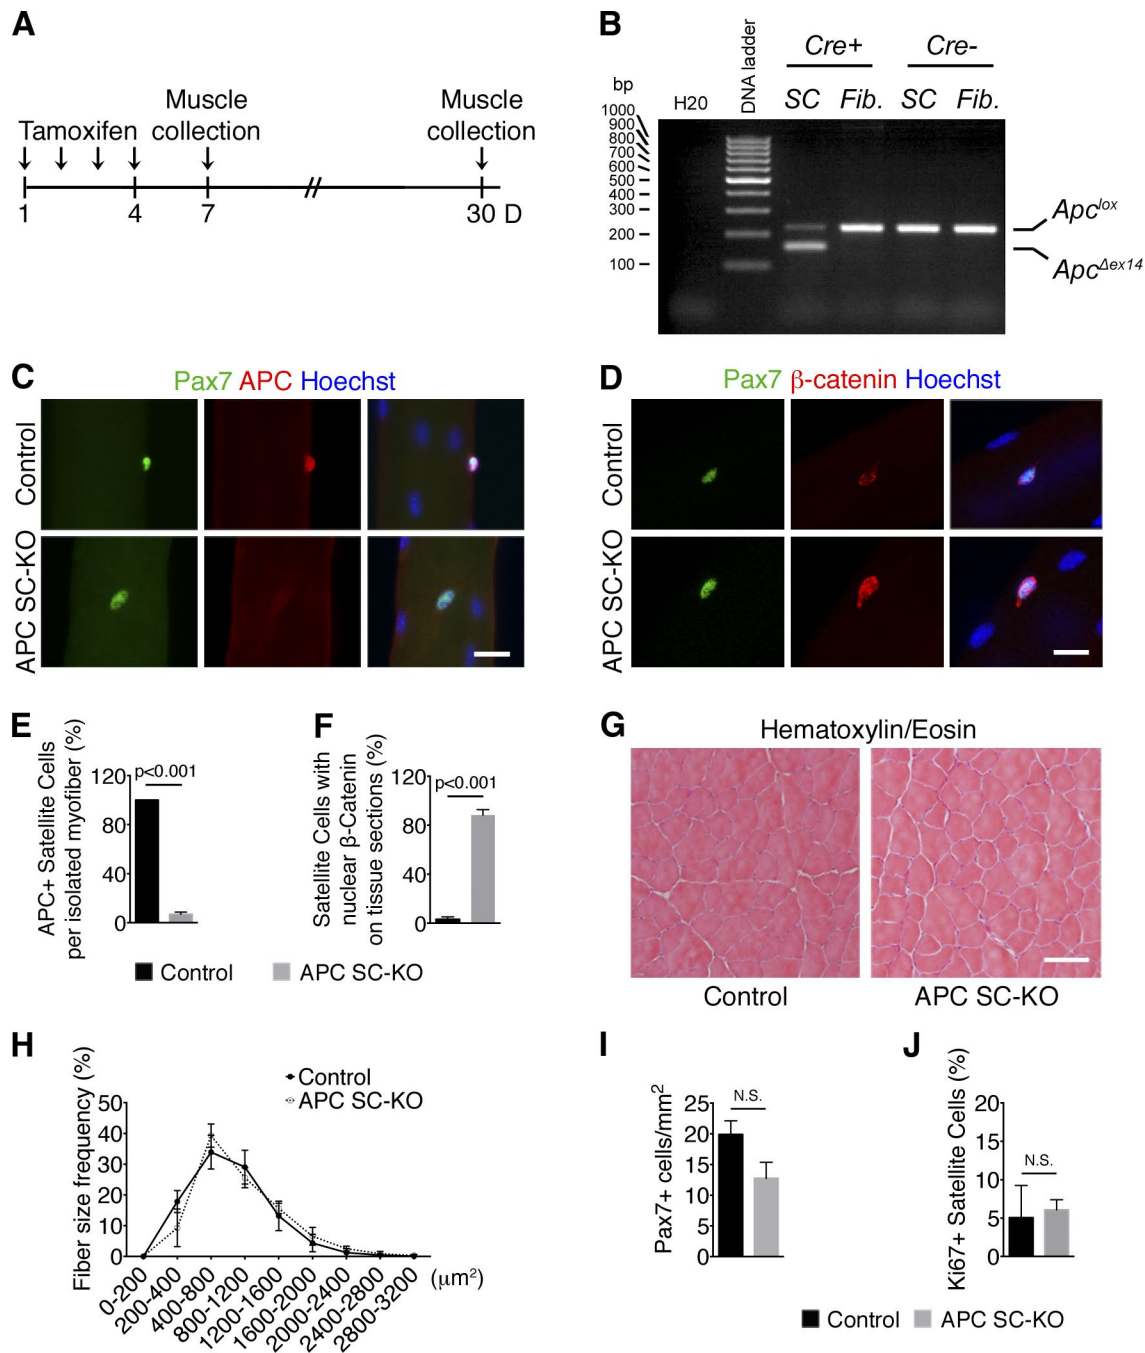 A
Tamoxifen
Muscle
collection
Muscle
collection
1
4
7
30 D
B
Cre+
Cre-
bp
H20
DNA ladder
SC
Fib.
SC
Fib.
1000
900
800
700
600
500
400
300
200
100
Apc^lox
Apc^Δex14
C
Pax7 APC Hoechst
Control
APC SC-KO
D
Pax7 β-catenin Hoechst
Control
APC SC-KO
E
APC+ Satellite Cells
per isolated myofiber (%)
120
80
40
0
p<0.001
F
Satellite Cells with
nuclear β-Catenin
on tissue sections (%)
120
80
40
0
p<0.001
Control
APC SC-KO
G
Hematoxylin/Eosin
Control
APC SC-KO
H
Fiber size frequency (%)
50
40
30
20
10
0
Control
APC SC-KO
0-200
200-400
400-800
800-1200
1200-1600
1600-2000
2000-2400
2400-2800
2800-3200
(μm²)
I
Pax7+ cells/mm²
25
20
15
10
5
0
N.S.
J
Ki67+ Satellite Cells (%)
20
15
10
5
0
N.S.
Control
APC SC-KO